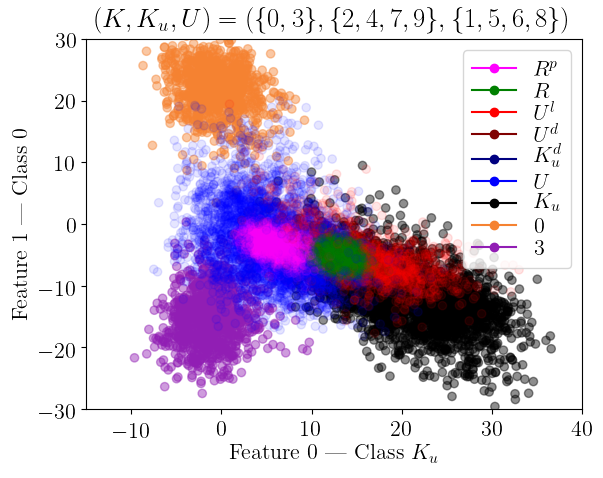 (K, K_u, U) = ({0, 3}, {2, 4, 7, 9}, {1, 5, 6, 8})
30
20
10
0
−10
−20
−30
Feature 1 — Class 0
R^p
R
U^l
U^d
K_u^d
U
K_u
0
3
−10 0 10 20 30 40
Feature 0 — Class K_u